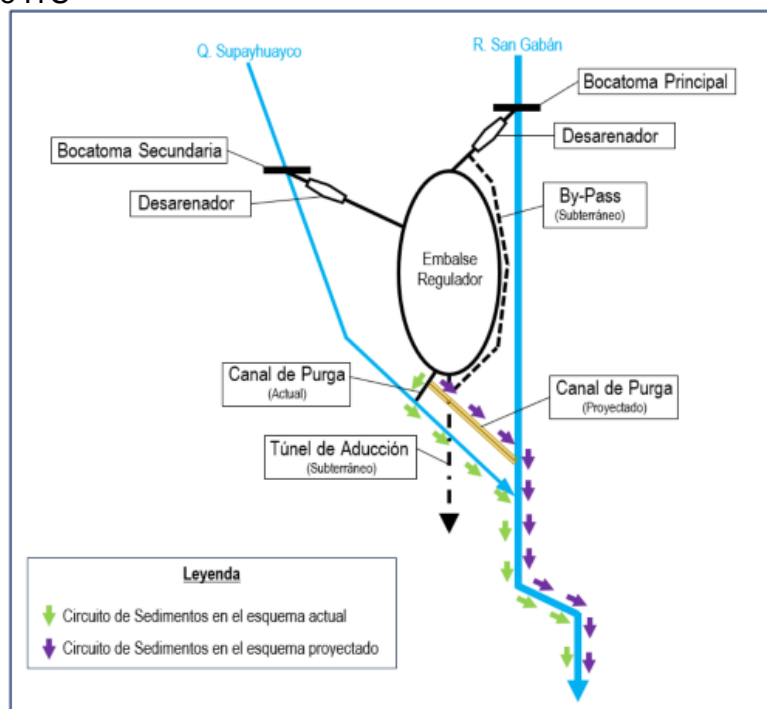 Q. Supayhuayco
R. San Gabán
Bocatoma Principal
Desarenador
Bocatoma Secundaria
Desarenador
By-Pass
(Subterráneo)
Embalse
Regulador
Canal de Purga
(Actual)
Canal de Purga
(Proyectado)
Túnel de Aducción
(Subterráneo)
Leyenda
Circuito de Sedimentos en el esquema actual
Circuito de Sedimentos en el esquema proyectado